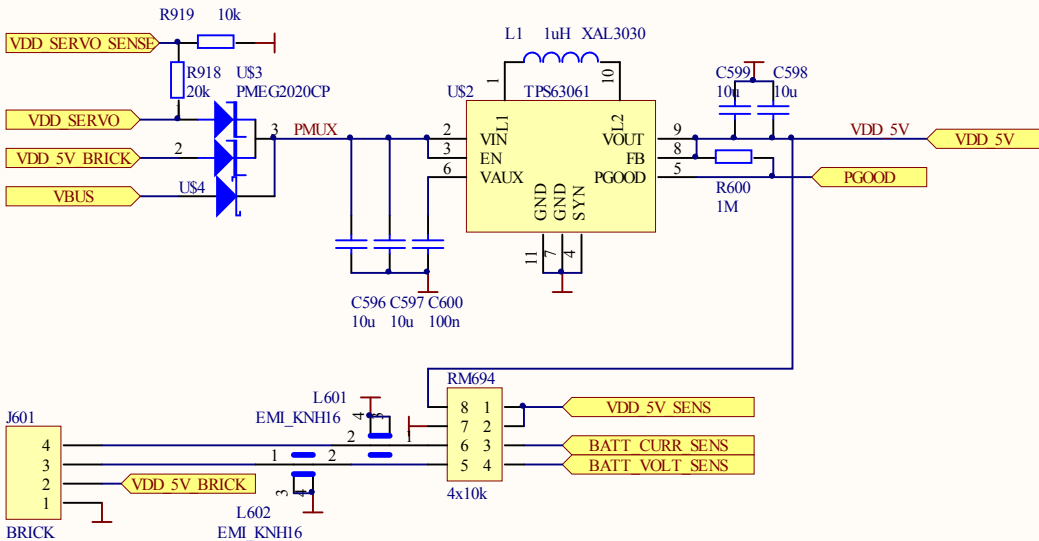 R919 10k
L1 1uH XAL3030
VDD_SERVO_SENSE
R918
20k
U$3
PMEG2020CP
1
10
C599 C598
10u 10u
U$2
TPS63061
VDD_SERVO
1
3
PMUX
2
VIN
L1
L2
VOUT
9
VDD_5V
VDD_5V
VDD_5V_BRICK
2
3
EN
FB
8
6
VAUX
PGOOD
5
PGOOD
VBUS
U$4
R600
1M
GND
GND
SYN
11
7
4
C596 C597 C600
10u 10u 100n
RM694
L601
EMI_KNH16
4
3
8 1
VDD_5V_SENS
7 2
J601
4
2
1
6 3
BATT_CURR_SENS
3
1
2
5 4
BATT_VOLT_SENS
2
VDD_5V_BRICK
3
4
4x10k
1
L602
BRICK
EMI_KNH16